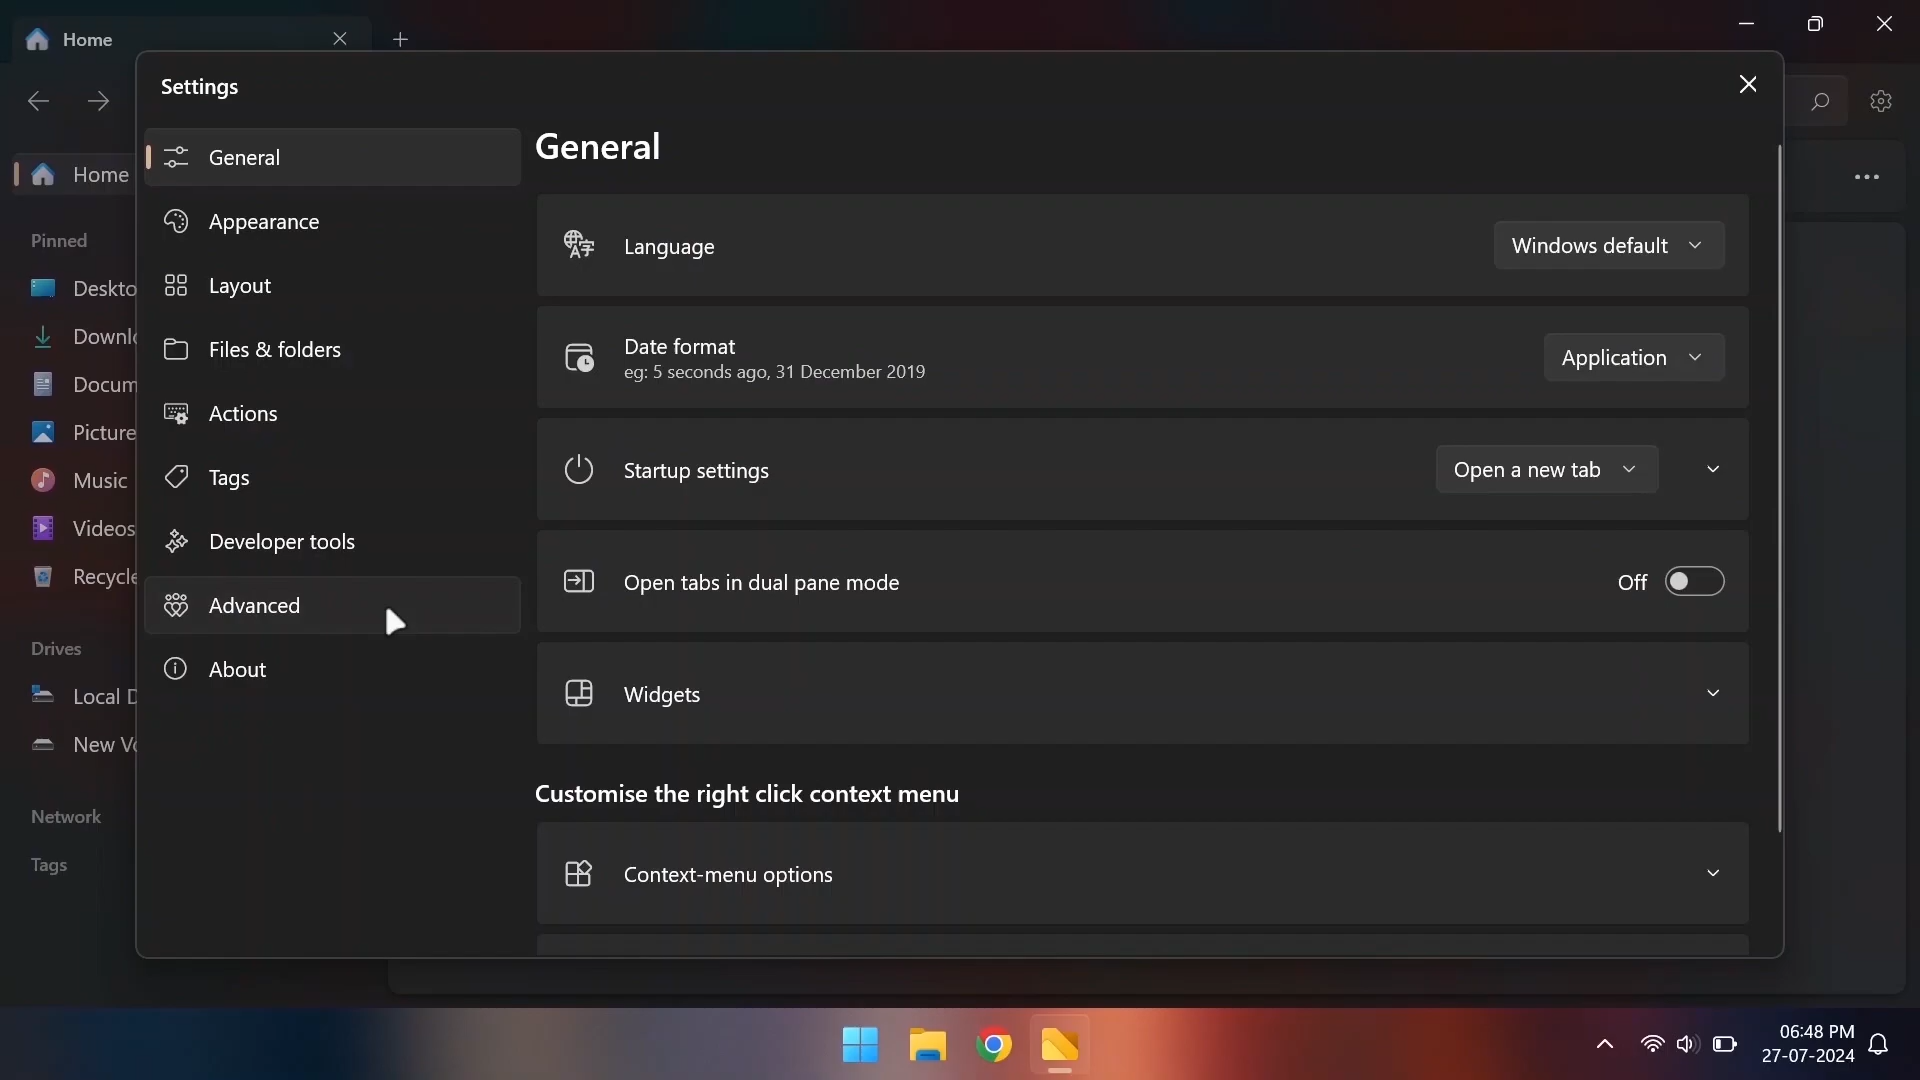 Home
Settings
General
Appearance
Layout
Files & folders
Actions
Tags
Developer tools
Advanced
About
General
Language
Windows default
Date format
eg: 5 seconds ago, 31 December 2019
Application
Startup settings
Open a new tab
Open tabs in dual pane mode
Off
Widgets
Customise the right click context menu
Context-menu options
Home
Pinned
Deskto
Downl
Docum
Picture
Music
Videos
Recycle
Drives
Local D
New Vo
Network
Tags
06:48 PM
27-07-2024